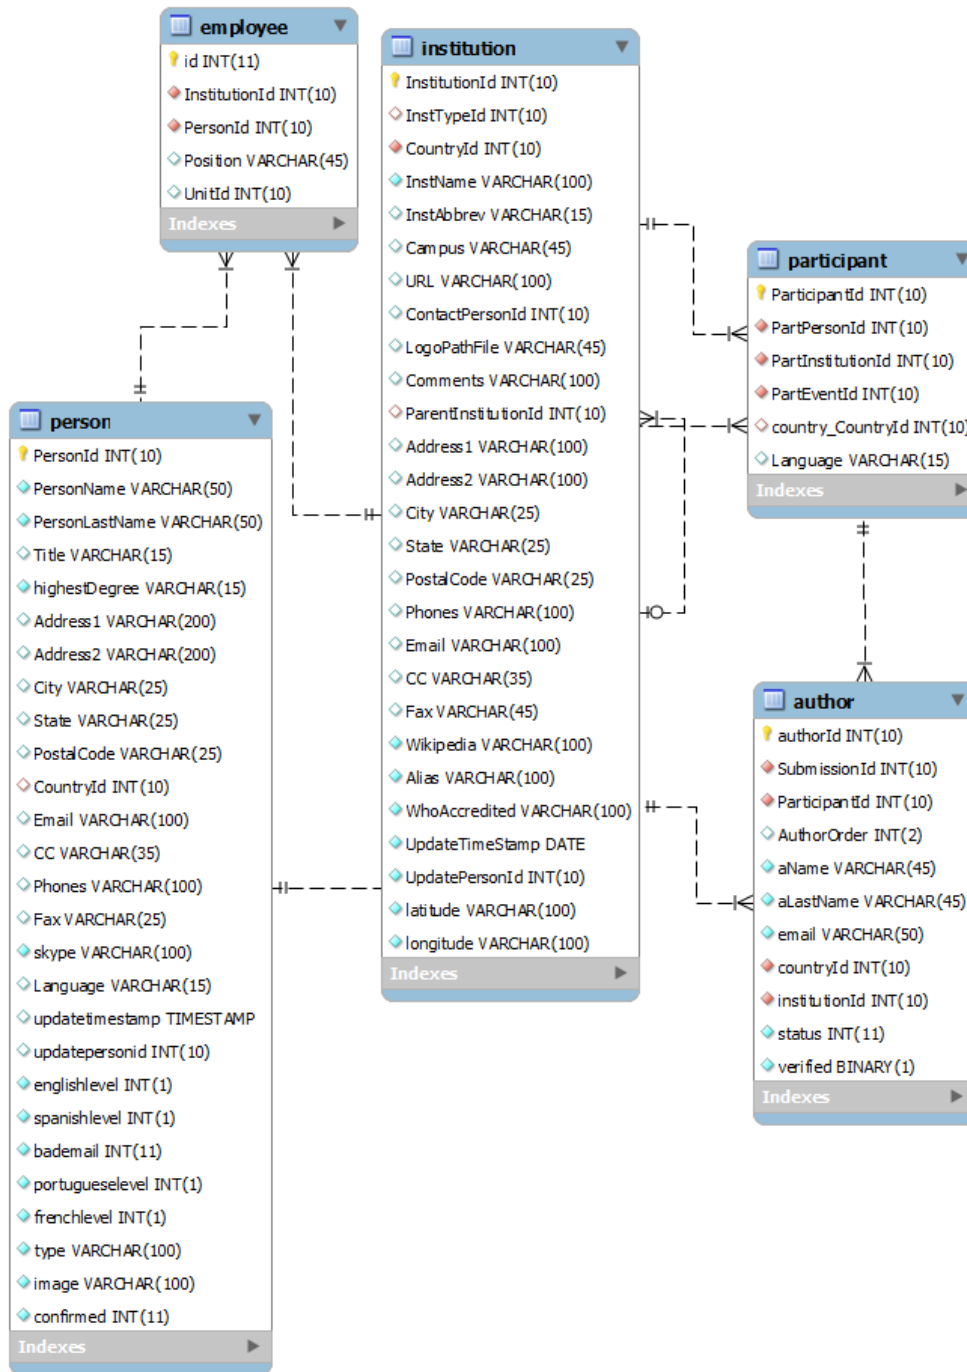 employee
id INT(11)
InstitutionId INT(10)
PersonId INT(10)
Position VARCHAR(45)
UnitId INT(10)
Indexes
institution
InstitutionId INT(10)
InstTypeId INT(10)
CountryId INT(10)
InstName VARCHAR(100)
InstAbbrev VARCHAR(15)
Campus VARCHAR(45)
URL VARCHAR(100)
ContactPersonId INT(10)
LogoPathFile VARCHAR(45)
Comments VARCHAR(100)
ParentInstitutionId INT(10)
Address1 VARCHAR(100)
Address2 VARCHAR(100)
City VARCHAR(25)
State VARCHAR(25)
PostalCode VARCHAR(25)
Phones VARCHAR(100)
Email VARCHAR(100)
CC VARCHAR(35)
Fax VARCHAR(45)
Wikipedia VARCHAR(100)
Alias VARCHAR(100)
WhoAccredited VARCHAR(100)
UpdateTimeStamp DATE
UpdatePersonId INT(10)
latitude VARCHAR(100)
longitude VARCHAR(100)
Indexes
participant
ParticipantId INT(10)
PartPersonId INT(10)
PartInstitutionId INT(10)
PartEventId INT(10)
country_CountryId INT(10)
Language VARCHAR(15)
Indexes
person
PersonId INT(10)
PersonName VARCHAR(50)
PersonLastName VARCHAR(50)
Title VARCHAR(15)
highestDegree VARCHAR(15)
Address1 VARCHAR(200)
Address2 VARCHAR(200)
City VARCHAR(25)
State VARCHAR(25)
PostalCode VARCHAR(25)
CountryId INT(10)
Email VARCHAR(100)
CC VARCHAR(35)
Phones VARCHAR(100)
Fax VARCHAR(25)
skype VARCHAR(100)
Language VARCHAR(15)
updatetimestamp TIMESTAMP
updatepersonid INT(10)
englishlevel INT(1)
spanishlevel INT(1)
bademail INT(11)
portugueselevel INT(1)
frenchlevel INT(1)
type VARCHAR(100)
image VARCHAR(100)
confirmed INT(11)
Indexes
author
authorId INT(10)
SubmissionId INT(10)
ParticipantId INT(10)
AuthorOrder INT(2)
aName VARCHAR(45)
aLastName VARCHAR(45)
email VARCHAR(50)
countryId INT(10)
institutionId INT(10)
status INT(11)
verified BINARY(1)
Indexes